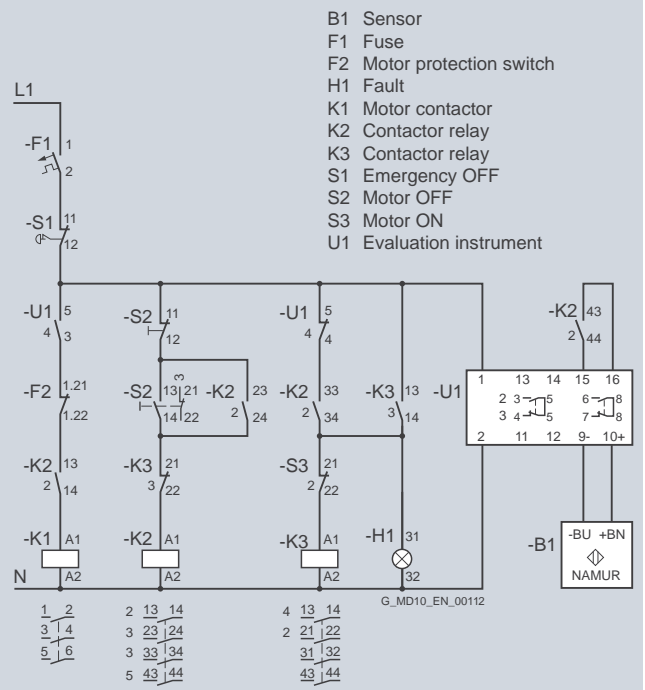 B1 Sensor
F1 Fuse
F2 Motor protection switch
H1 Fault
K1 Motor contactor
K2 Contactor relay
K3 Contactor relay
S1 Emergency OFF
S2 Motor OFF
S3 Motor ON
U1 Evaluation instrument
L1
-F1 1
2
-S1 11
12
-U1 5
4 3
-S2 11
12
-U1 5
4 4
-K2 43
2 44
-F2 1.21
1.22
-S2 13 3 21
14 22
-K2 23
2 24
-K2 33
2 34
-K3 13
3 14
-U1
1 13 14 15 16
2 3 5 6 8
3 4 5 7 8
2 11 12 9- 10+
-K2 13
2 14
-K3 21
3 22
-S3 21
2 22
-K1 A1
A2
-K2 A1
A2
-K3 A1
A2
-H1 31
32
-B1
-BU +BN
NAMUR
N
G_MD10_EN_00112
1 2
3 4
5 6
2 13 14
3 23 24
3 33 34
5 43 44
4 13 14
2 21 22
31 32
43 44